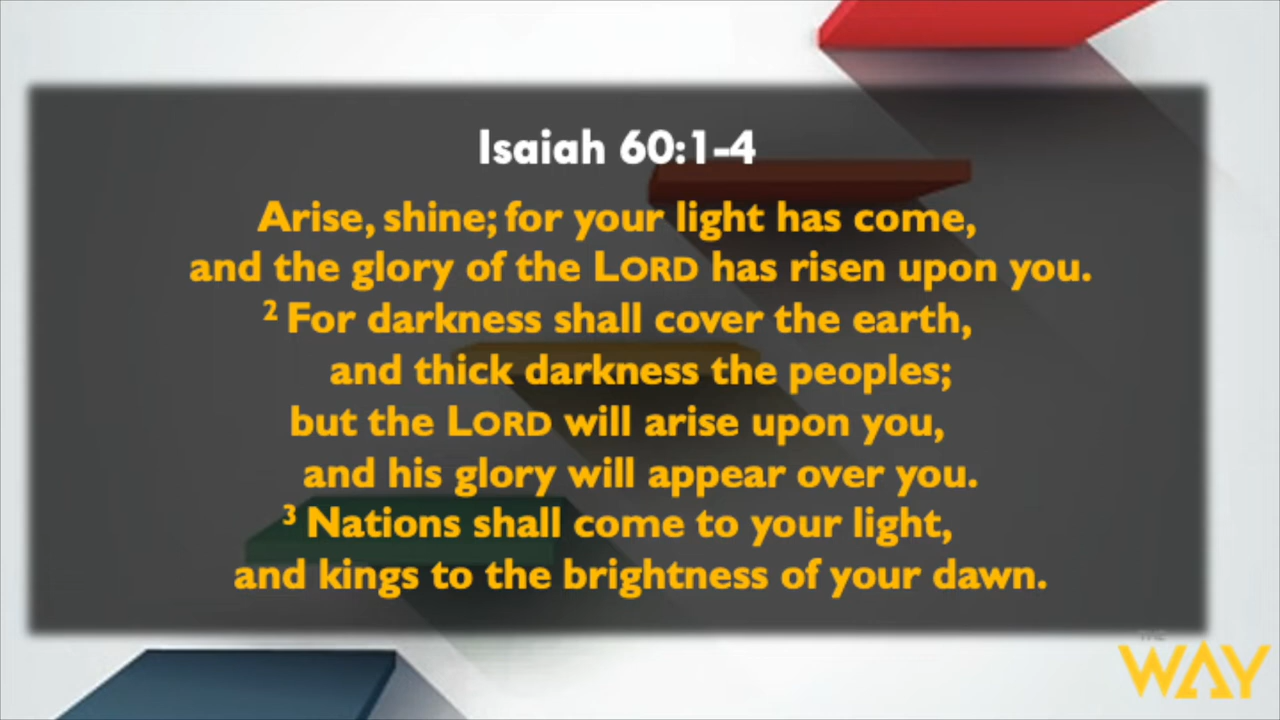 Isaiah 60:1-4
Arise, shine; for your light has come,
and the glory of the LORD has risen upon you.
2 For darkness shall cover the earth,
and thick darkness the peoples;
but the LORD will arise upon you,
and his glory will appear over you.
3 Nations shall come to your light,
and kings to the brightness of your dawn.
THE
WAY